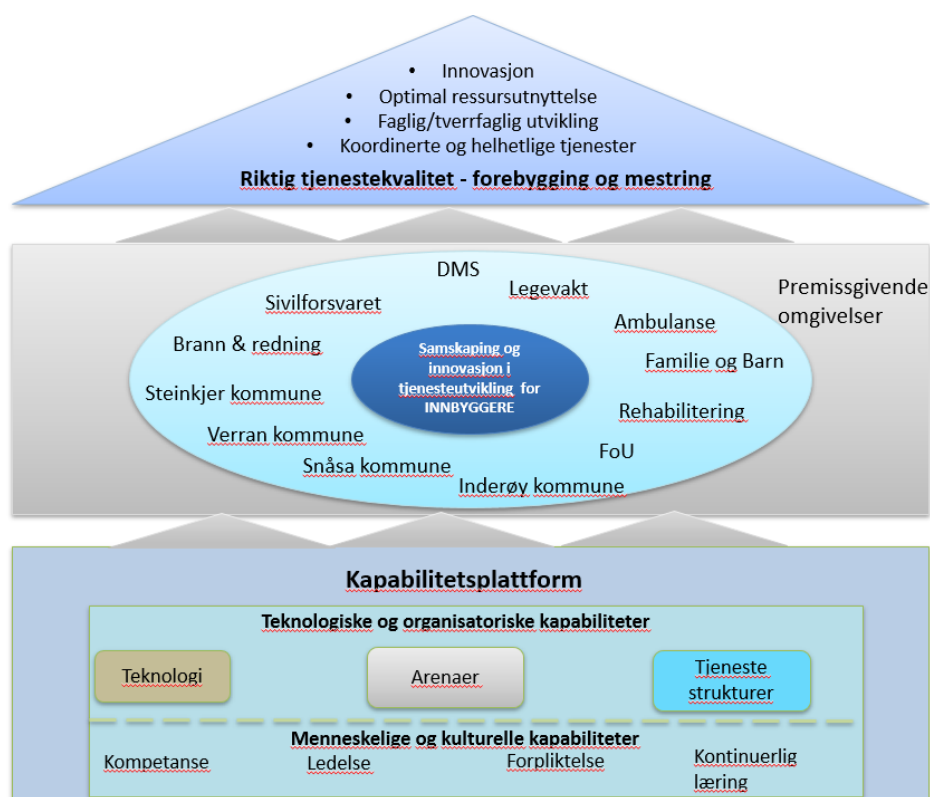 • Innovasjon
• Optimal ressursutnyttelse
• Faglig/tverrfaglig utvikling
• Koordinerte og helhetlige tjenester
Riktig tjenestekvalitet - forebygging og mestring
DMS
Legevakt
Sivilforsvaret
Ambulanse
Premissgivende
omgivelser
Brann & redning
Familie og Barn
Samskaping og
innovasjon i
tjenesteutvikling for
INNBYGGERE
Steinkjer kommune
Rehabilitering
Verran kommune
FoU
Snåsa kommune
Inderøy kommune
Kapabilitetsplattform
Teknologiske og organisatoriske kapabiliteter
Teknologi
Arenaer
Tjeneste
strukturer
Menneskelige og kulturelle kapabiliteter
Kompetanse
Ledelse
Forpliktelse
Kontinuerlig
læring